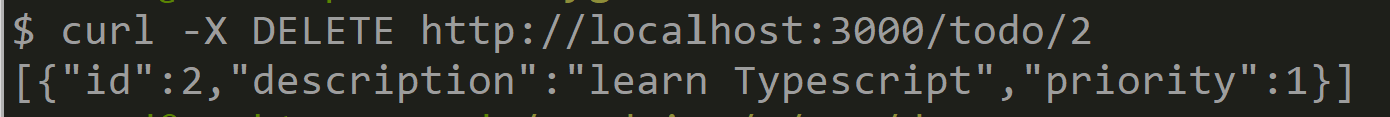 $ curl -X DELETE http://localhost:3000/todo/2
[{"id":2,"description":"learn Typescript","priority":1}]